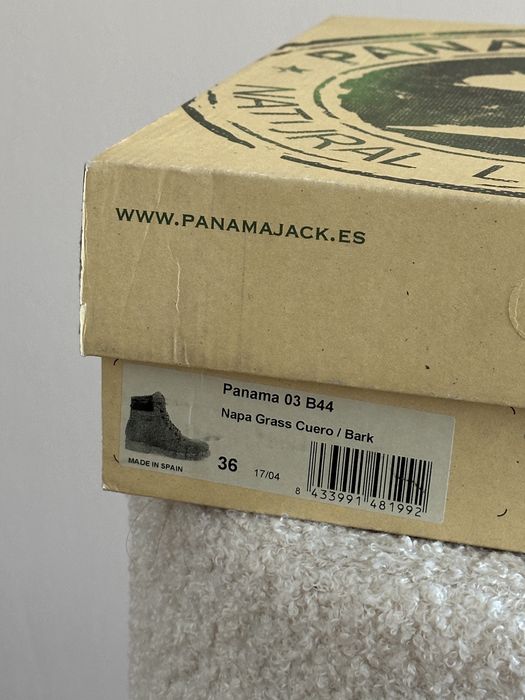 PANA
NATURAL L
WWW.PANAMAJACK.ES
Panama 03 B44
Napa Grass Cuero / Bark
MADE IN SPAIN
36
17/04
8 433991 481992